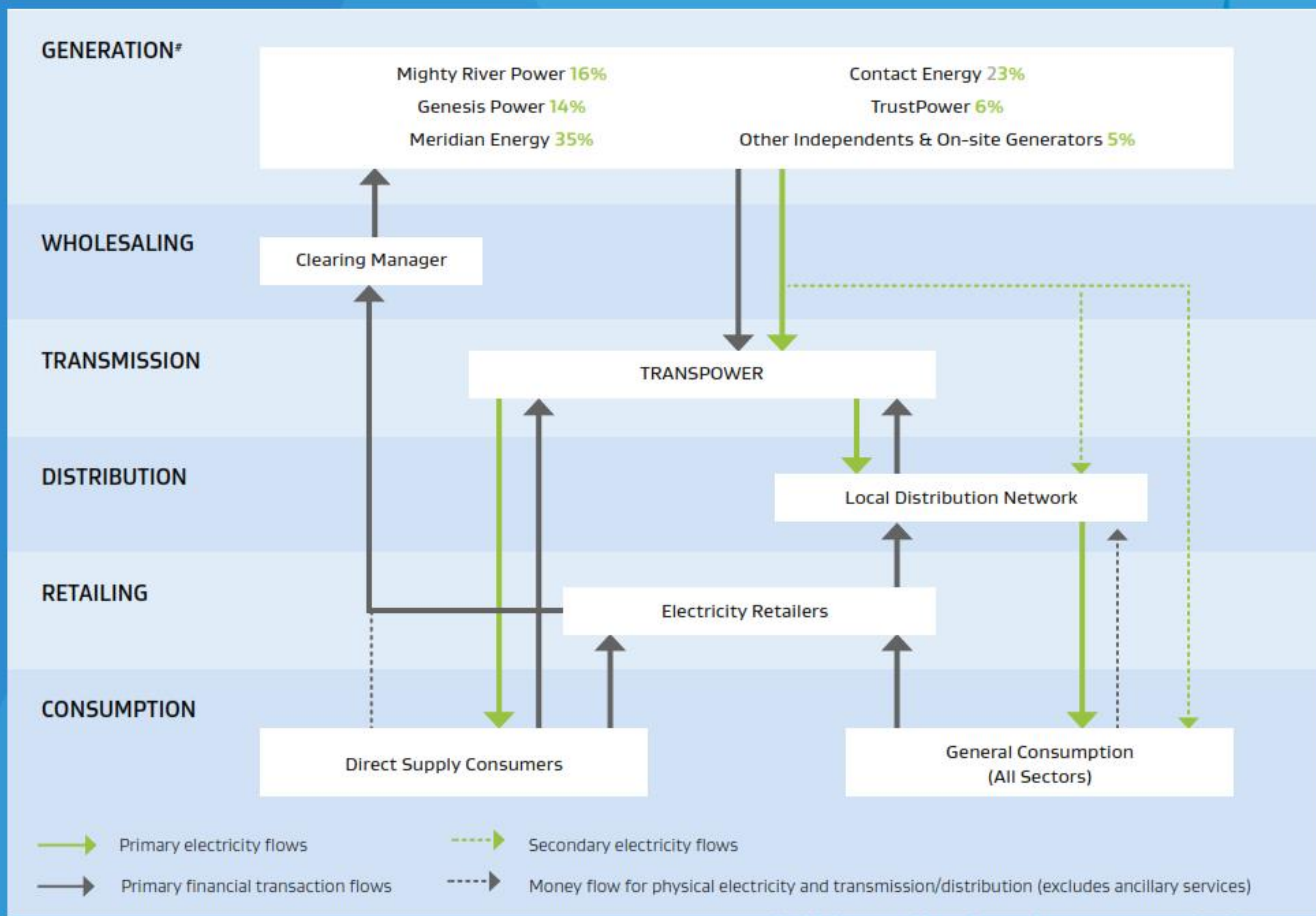 GENERATION#
Mighty River Power 16%
Genesis Power 14%
Meridian Energy 35%
Contact Energy 23%
TrustPower 6%
Other Independents & On-site Generators 5%
WHOLESALING
Clearing Manager
TRANSMISSION
TRANSPOWER
DISTRIBUTION
Local Distribution Network
RETAILING
Electricity Retailers
CONSUMPTION
Direct Supply Consumers
General Consumption
(All Sectors)
Primary electricity flows
Secondary electricity flows
Primary financial transaction flows
Money flow for physical electricity and transmission/distribution (excludes ancillary services)